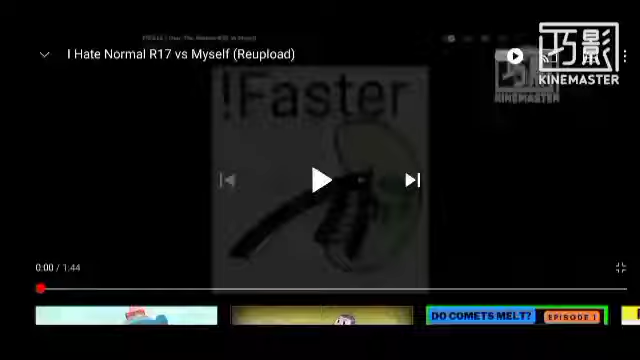 I Hate Normal R17 vs Myself (Reupload)
巧影
KINEMASTER
KINEMASTER
!Faster
0:00 / 1:44
DO COMETS MELT?
EPISODE 1